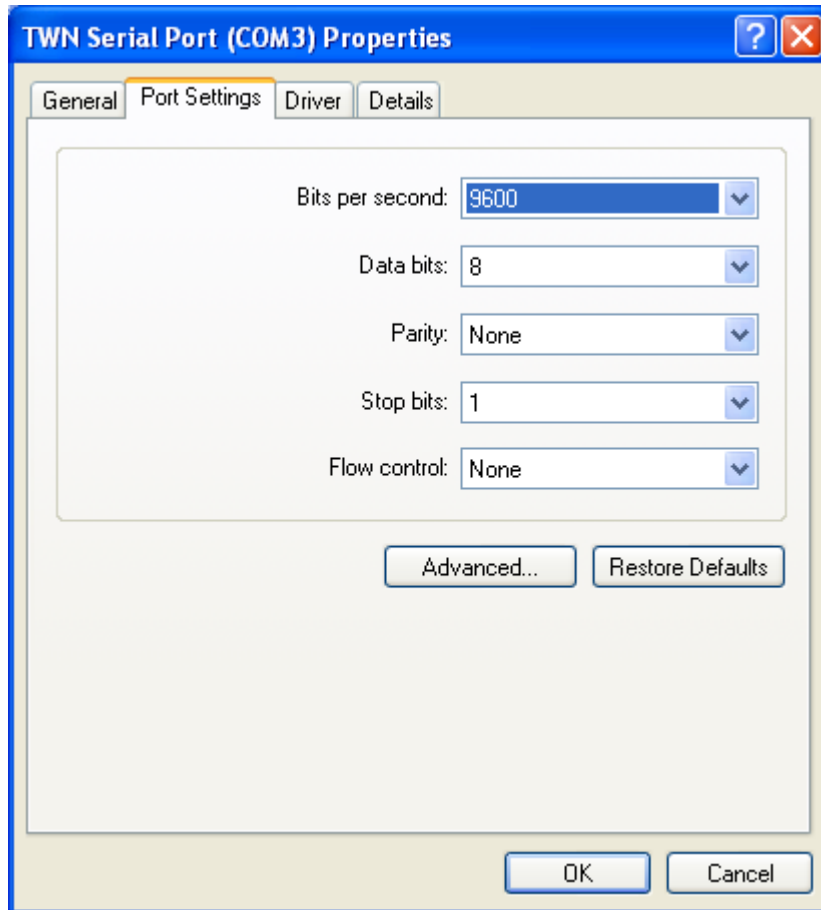 TWN Serial Port (COM3) Properties ?
General Port Settings Driver Details
Bits per second: 9600
Data bits: 8
Parity: None
Stop bits: 1
Flow control: None
Advanced... Restore Defaults
OK Cancel